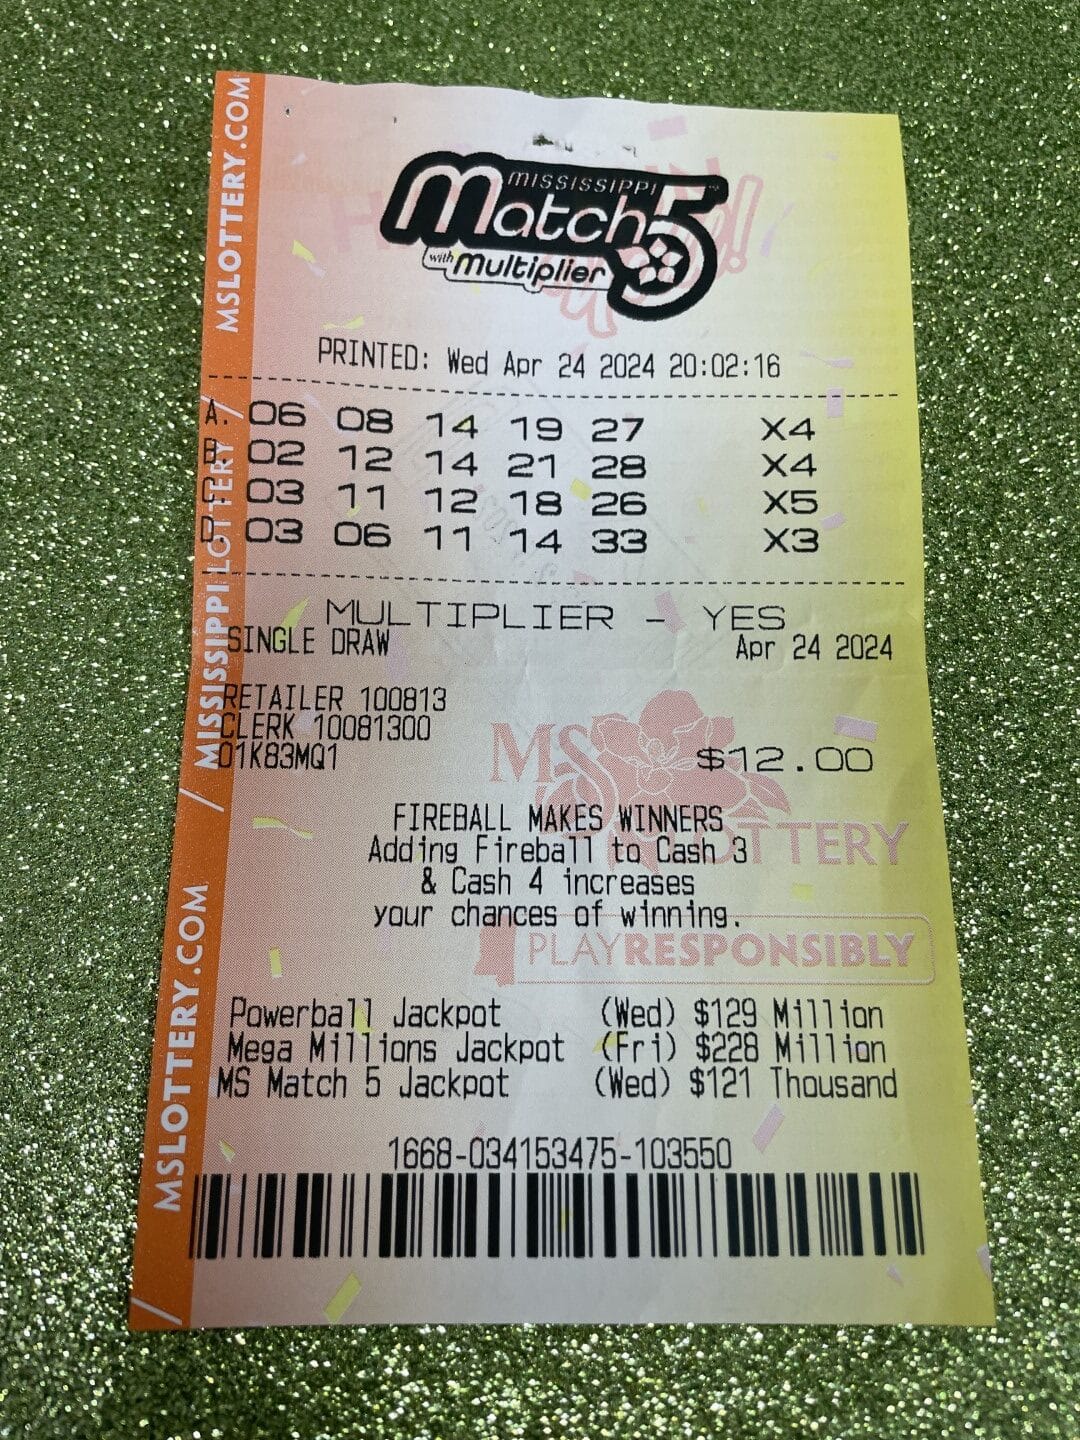 MISSISSIPPI
Match 5
with Multiplier
PRINTED: Wed Apr 24 2024 20:02:16
A. 06 08 14 19 27 X4
B. 02 12 14 21 28 X4
C. 03 11 12 18 26 X5
D. 03 06 11 14 33 X3
MULTIPLIER - YES
SINGLE DRAW Apr 24 2024
RETAILER 100813
CLERK 10081300
01K83MQ1
$12.00
MS LOTTERY
FIREBALL MAKES WINNERS
Adding Fireball to Cash 3
& Cash 4 increases
your chances of winning.
PLAYRESPONSIBLY
Powerball Jackpot (Wed) $129 Million
Mega Millions Jackpot (Fri) $228 Million
MS Match 5 Jackpot (Wed) $121 Thousand
1668-034153475-103550
MSLOTTERY.COM / MISSISSIPPI LOTTERY / MSLOTTERY.COM /